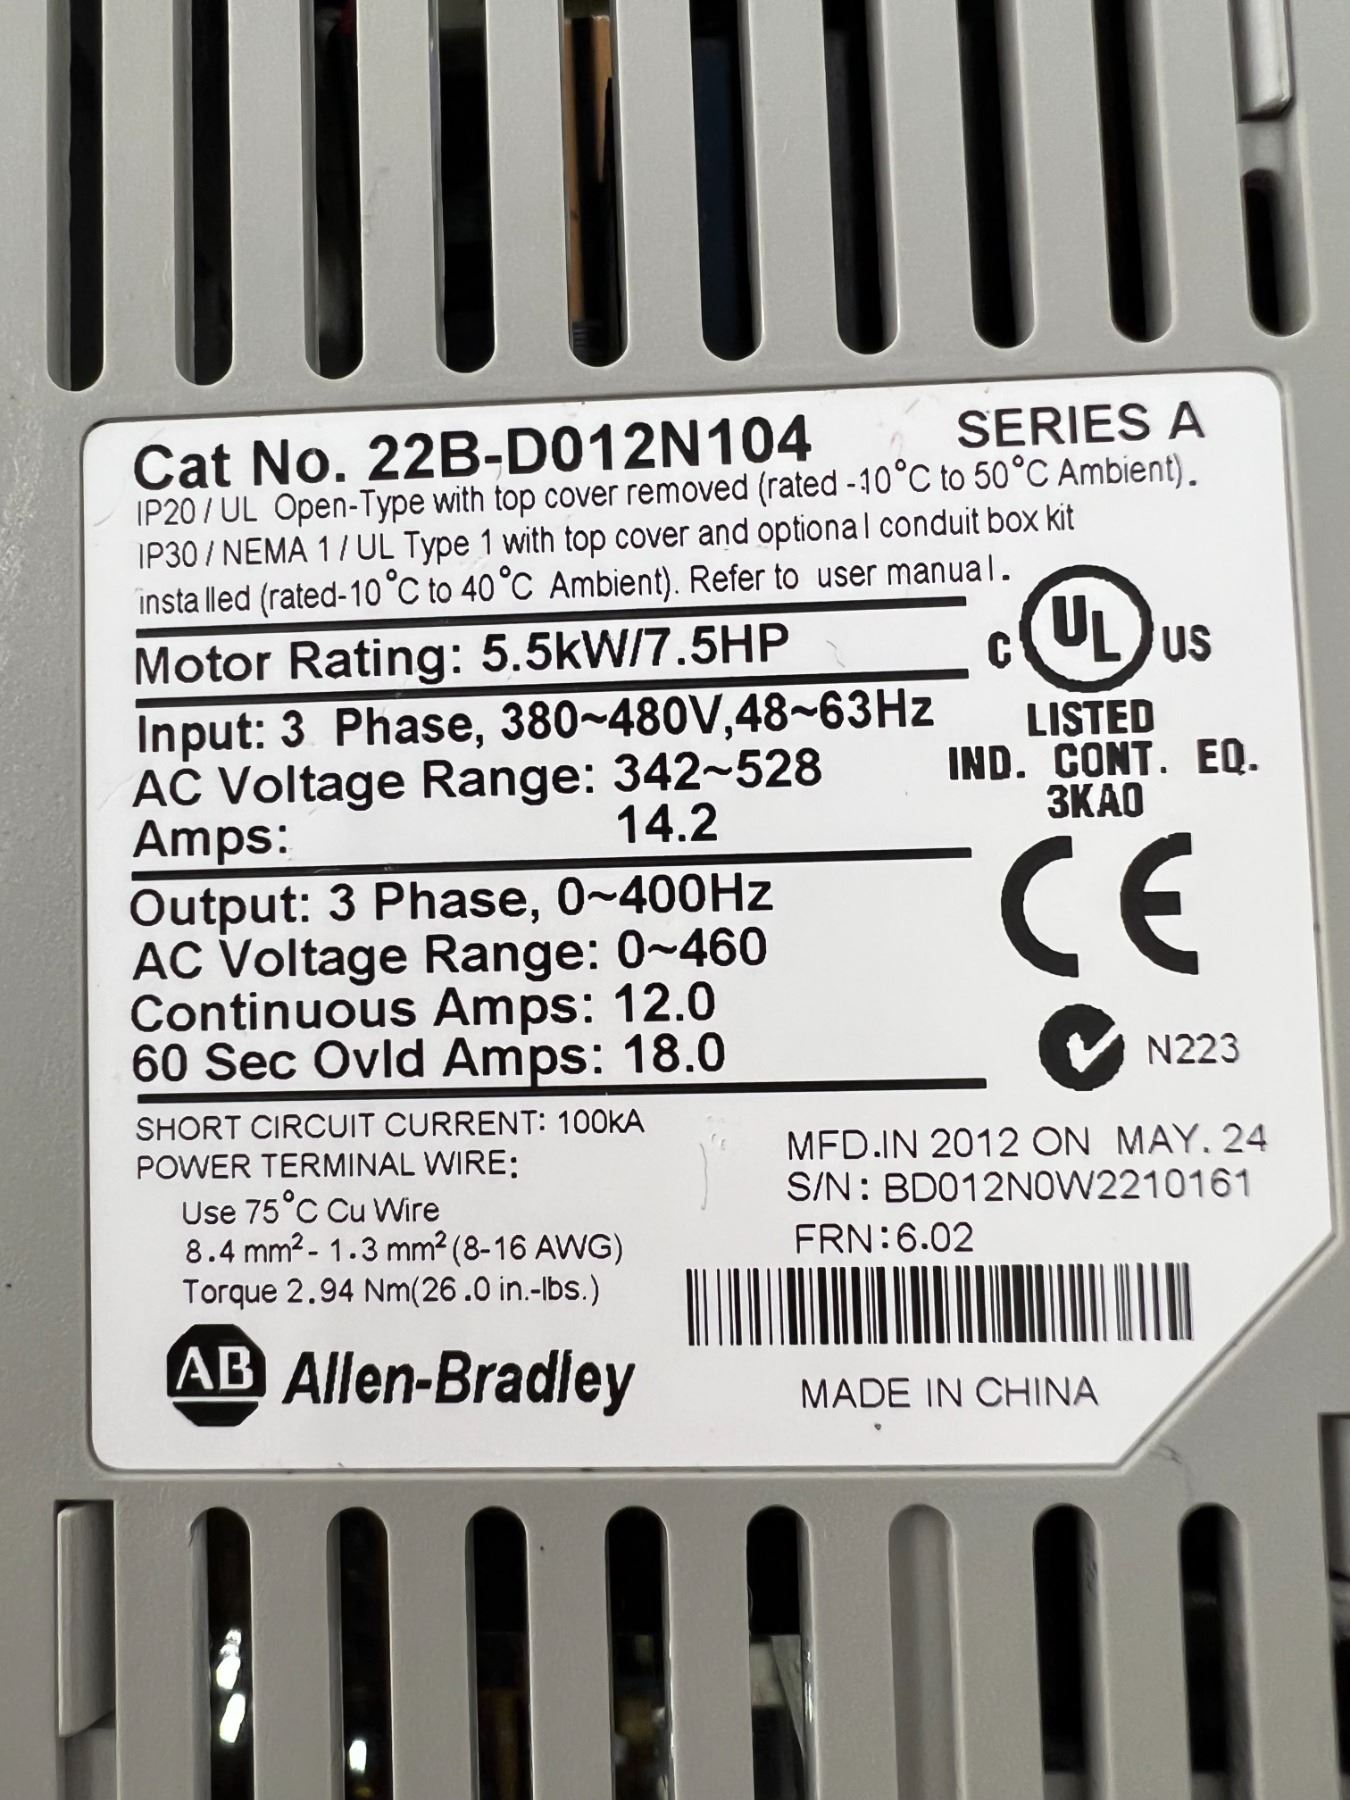 Cat No. 22B-D012N104
SERIES A
IP20 / UL Open-Type with top cover removed (rated -10°C to 50°C Ambient).
IP30 / NEMA 1 / UL Type 1 with top cover and optional conduit box kit
installed (rated-10°C to 40°C Ambient). Refer to user manual.
Motor Rating: 5.5kW/7.5HP
Input: 3 Phase, 380~480V,48~63Hz
AC Voltage Range: 342~528
Amps: 14.2
C UL US
LISTED
IND. CONT. EQ.
3KA0
CE
Output: 3 Phase, 0~400Hz
AC Voltage Range: 0~460
Continuous Amps: 12.0
60 Sec Ovld Amps: 18.0
N223
SHORT CIRCUIT CURRENT: 100kA
POWER TERMINAL WIRE:
Use 75°C Cu Wire
8.4 mm²- 1.3 mm² (8-16 AWG)
Torque 2.94 Nm(26.0 in.-lbs.)
MFD.IN 2012 ON MAY. 24
S/N: BD012N0W2210161
FRN:6.02
AB Allen-Bradley
MADE IN CHINA